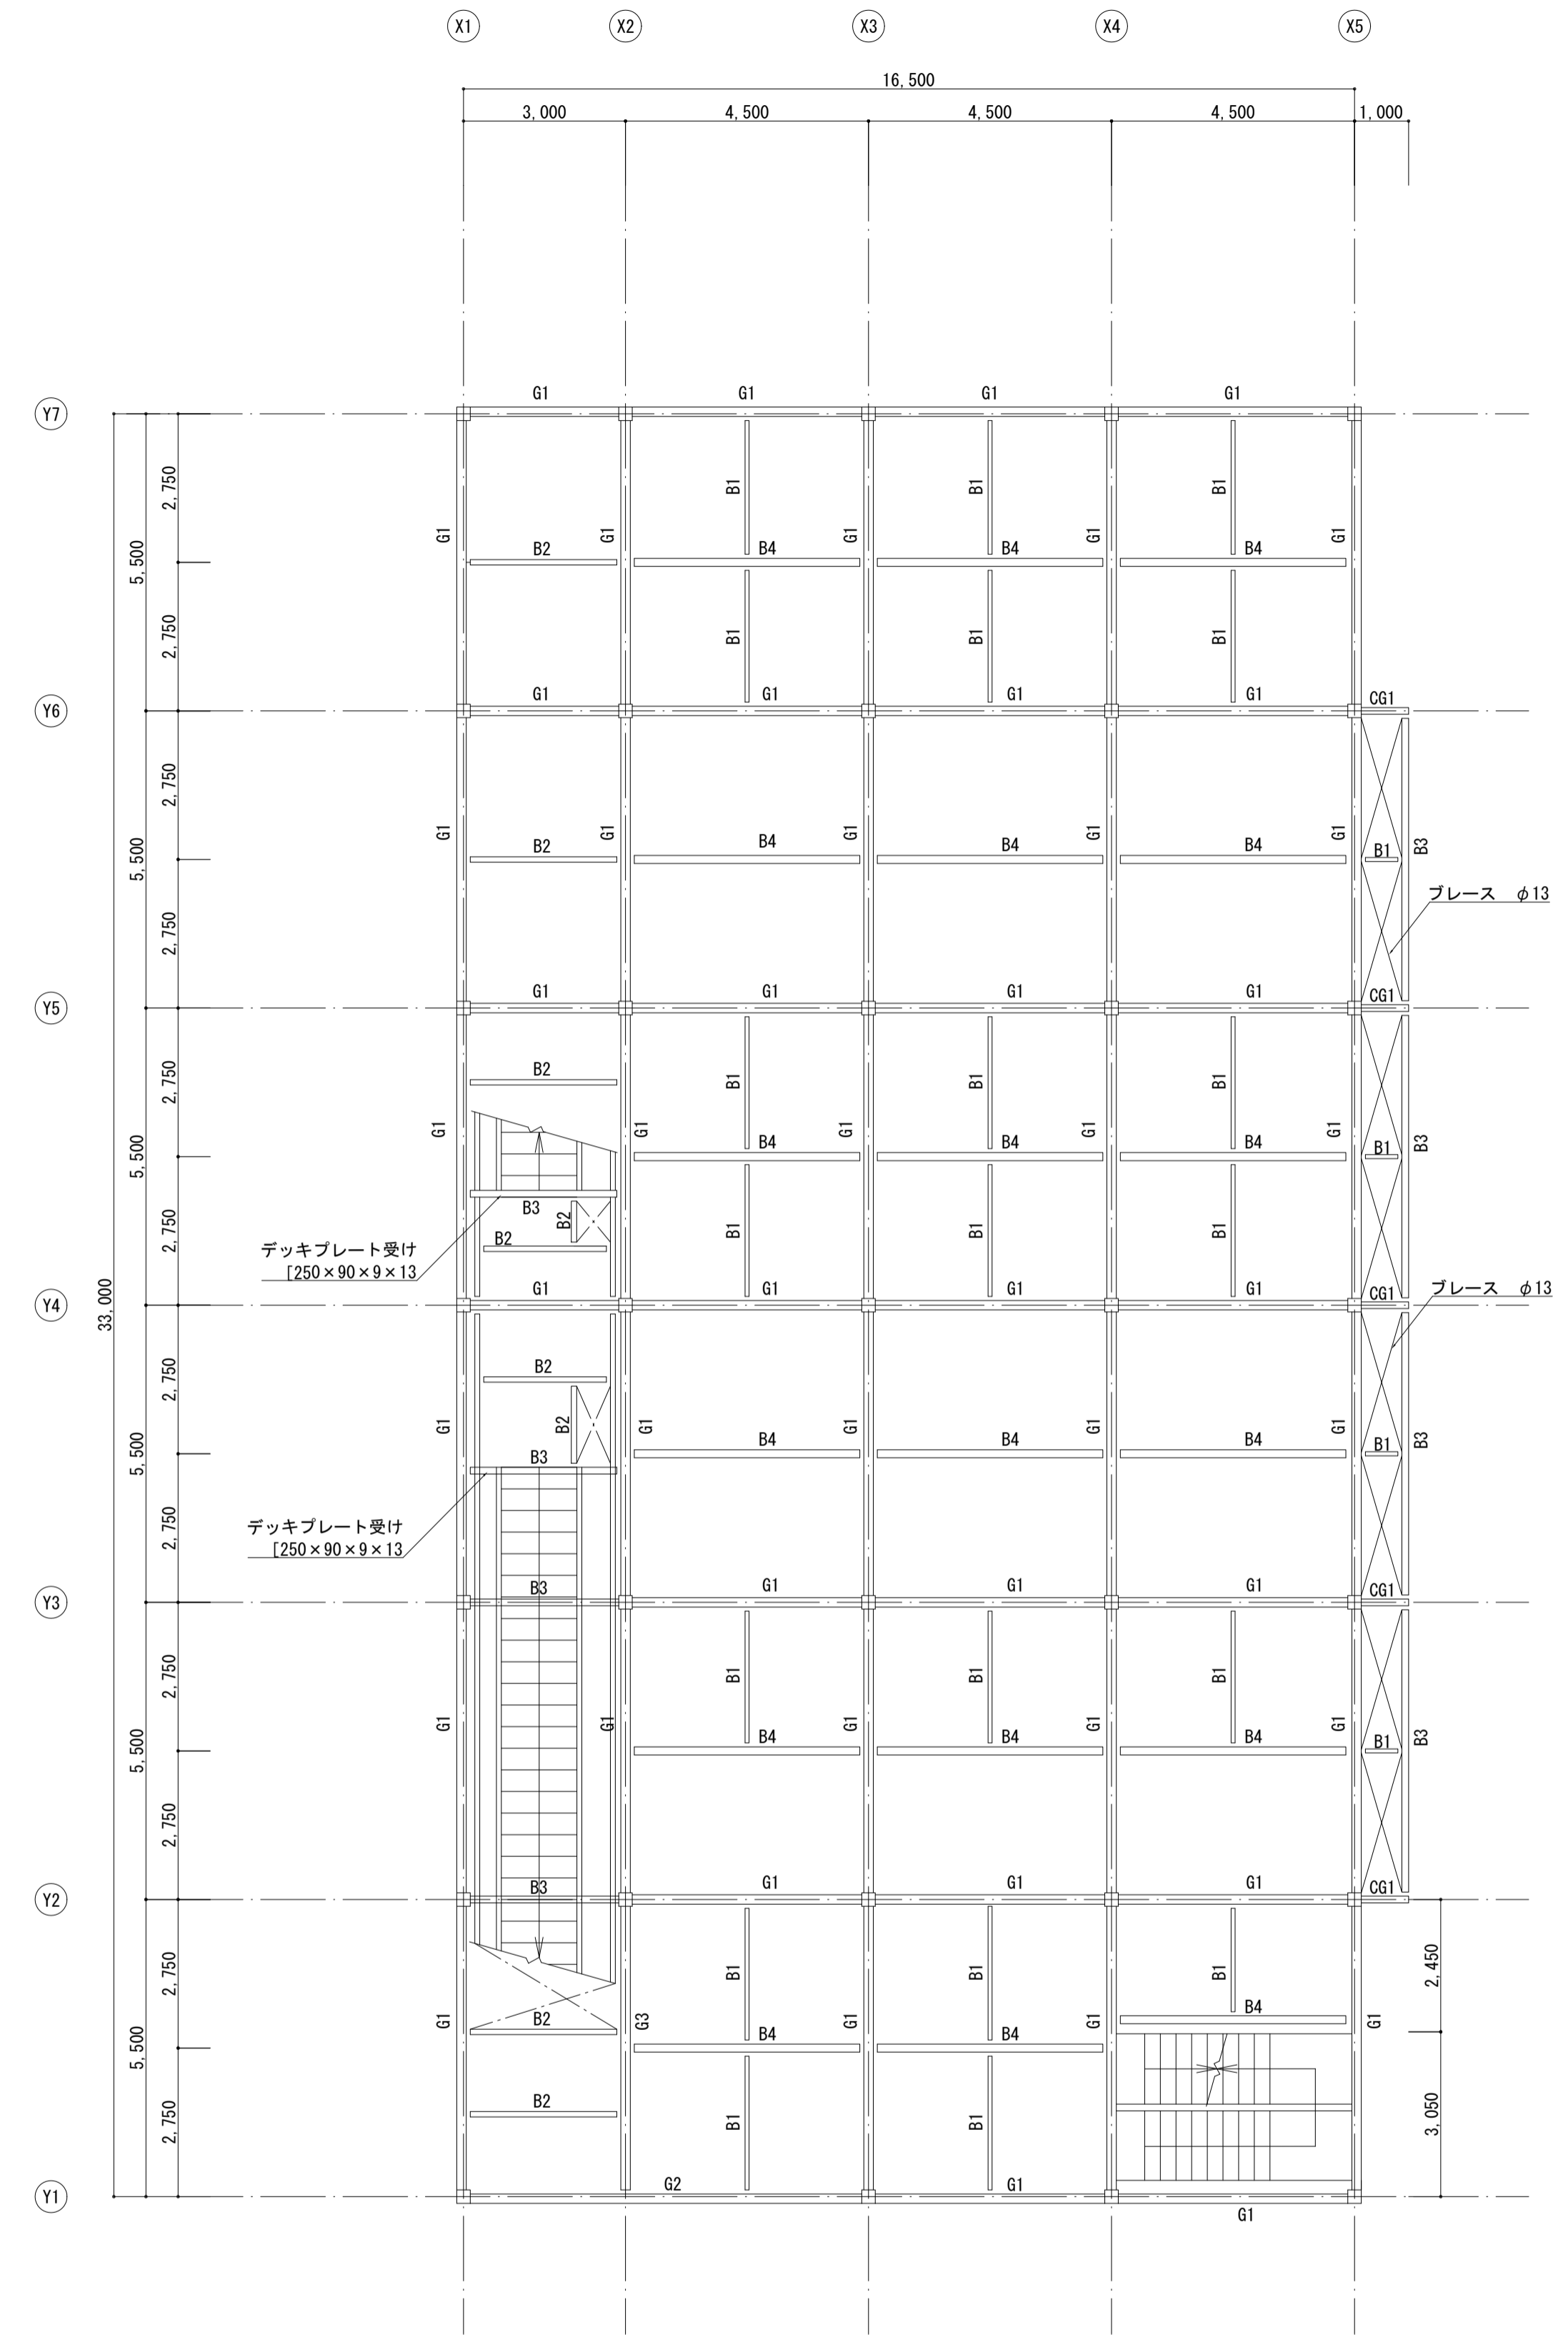 X1 X2 X3 X4 X5
16,500
3,000 4,500 4,500 4,500 1,000
Y7 G1 G1 G1 G1
2,750 B1 B1 B1
5,500 G1 G1 G1 G1 G1
B2 B4 B4 B4
2,750 B1 B1 B1
Y6 G1 G1 G1 G1 CG1
2,750
5,500 G1 G1 G1 G1 G1
B2 B4 B4 B4 B1 B3
ブレース φ13
2,750
Y5 G1 G1 G1 G1 CG1
2,750 B2 B1 B1 B1
5,500 G1 G1 G1 G1 G1
B4 B4 B4 B1 B3
B3
2,750 B2 B1 B1 B1
B2
デッキプレート受け
[250×90×9×13
33,000
Y4 G1 G1 G1 G1 CG1
ブレース φ13
2,750 B2
5,500 G1 B2 G1 G1 G1 G1
B3 B4 B4 B4 B1 B3
デッキプレート受け
[250×90×9×13
2,750
Y3 B3 G1 G1 G1 CG1
2,750 B1 B1 B1
5,500 G1 G1 G1 G1 G1
B4 B4 B4 B1 B3
2,750
Y2 B3 G1 G1 G1 CG1
2,750 B1 B1 B1 2,450
5,500 G1 B2 G3 G1 G1 B4 G1
B4 B4
2,750 B2 B1 B1 3,050
Y1 G2 G1
G1